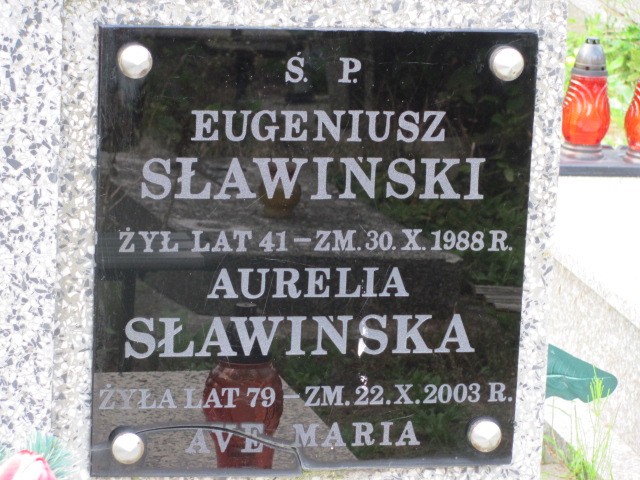 Ś. P.
EUGENIUSZ
SŁAWIŃSKI
ŻYŁ LAT 41 – ZM. 30. X. 1988 R.
AURELIA
SŁAWIŃSKA
ŻYŁA LAT 79 – ZM. 22. X. 2003 R.
AVE MARIA